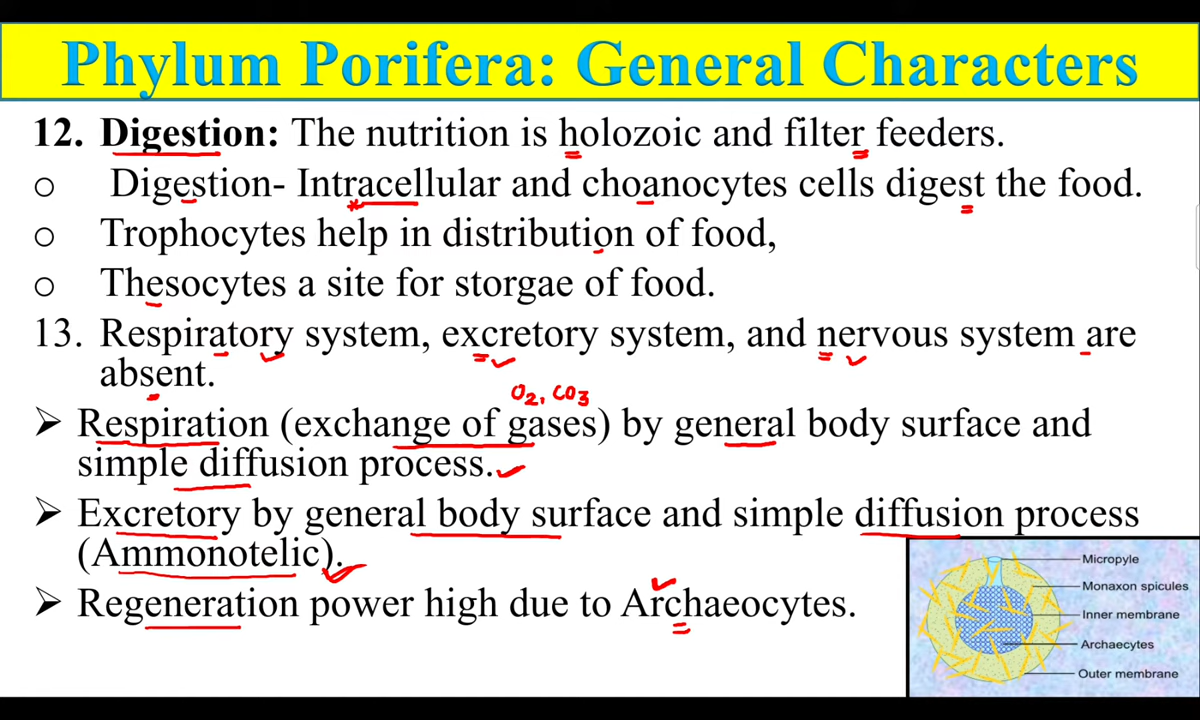 Phylum Porifera: General Characters
12. Digestion: The nutrition is holozoic and filter feeders.
o Digestion- Intracellular and choanocytes cells digest the food.
o Trophocytes help in distribution of food,
o Thesocytes a site for storgae of food.
13. Respiratory system, excretory system, and nervous system are
absent.
O2, CO3
➢ Respiration (exchange of gases) by general body surface and
simple diffusion process.
➢ Excretory by general body surface and simple diffusion process
(Ammonotelic).
➢ Regeneration power high due to Archaeocytes.
Micropyle
Monaxon spicules
Inner membrane
Archaecytes
Outer membrane